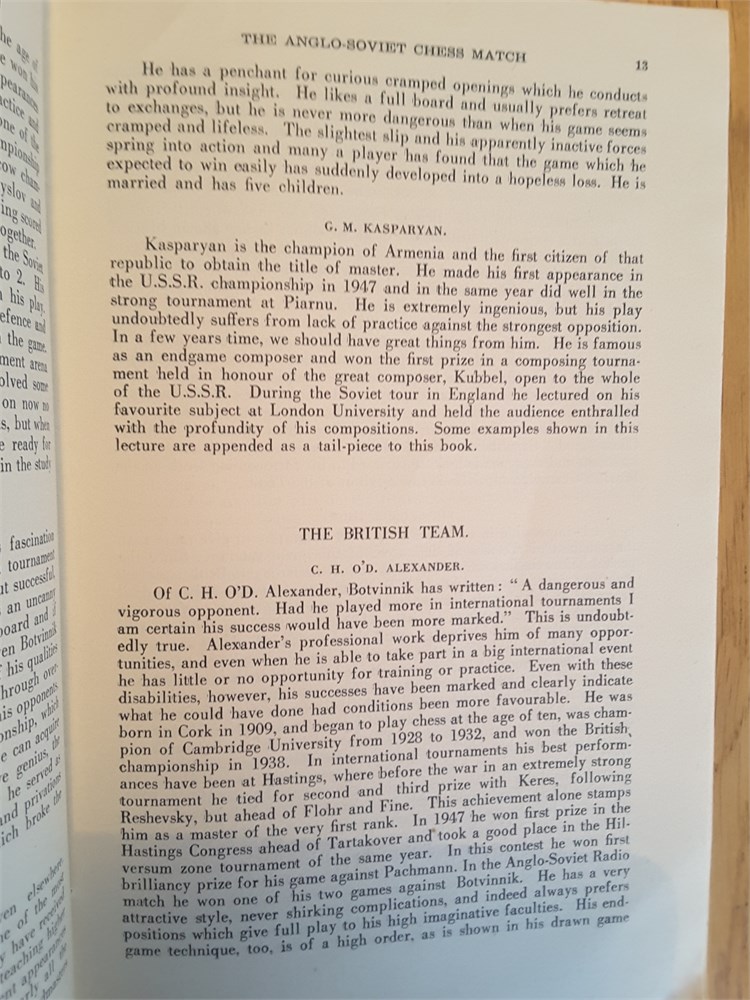 THE ANGLO-SOVIET CHESS MATCH
13
He has a penchant for curious cramped openings which he conducts
with profound insight. He likes a full board and usually prefers retreat
to exchanges, but he is never more dangerous than when his game seems
cramped and lifeless. The slightest slip and his apparently inactive forces
spring into action and many a player has found that the game which he
expected to win easily has suddenly developed into a hopeless loss. He is
married and has five children.
G. M. KASPARYAN.
Kasparyan is the champion of Armenia and the first citizen of that
republic to obtain the title of master. He made his first appearance in
the U.S.S.R. championship in 1947 and in the same year did well in the
strong tournament at Piarnu. He is extremely ingenious, but his play
undoubtedly suffers from lack of practice against the strongest opposition.
In a few years time, we should have great things from him. He is famous
as an endgame composer and won the first prize in a composing tourna-
ment held in honour of the great composer, Kubbel, open to the whole
of the U.S.S.R. During the Soviet tour in England he lectured on his
favourite subject at London University and held the audience enthralled
with the profundity of his compositions. Some examples shown in this
lecture are appended as a tail-piece to this book.
THE BRITISH TEAM.
C. H. O'D. ALEXANDER.
Of C. H. O'D. Alexander, Botvinnik has written: "A dangerous and
vigorous opponent. Had he played more in international tournaments I
am certain his success would have been more marked." This is undoubt-
edly true. Alexander's professional work deprives him of many oppor-
tunities, and even when he is able to take part in a big international event
he has little or no opportunity for training or practice. Even with these
disabilities, however, his successes have been marked and clearly indicate
what he could have done had conditions been more favourable. He was
born in Cork in 1909, and began to play chess at the age of ten, was cham-
pion of Cambridge University from 1928 to 1932, and won the British
championship in 1938. In international tournaments his best perform-
ances have been at Hastings, where before the war in an extremely strong
tournament he tied for second and third prize with Keres, following
Reshevsky, but ahead of Flohr and Fine. This achievement alone stamps
him as a master of the very first rank. In 1947 he won first prize in the
Hastings Congress ahead of Tartakover and took a good place in the Hil-
versum zone tournament of the same year. In this contest he won first
brilliancy prize for his game against Pachmann. In the Anglo-Soviet Radio
match he won one of his two games against Botvinnik. He has a very
attractive style, never shirking complications, and indeed always prefers
positions which give full play to his high imaginative faculties. His end-
game technique, too, is of a high order, as is shown in his drawn game